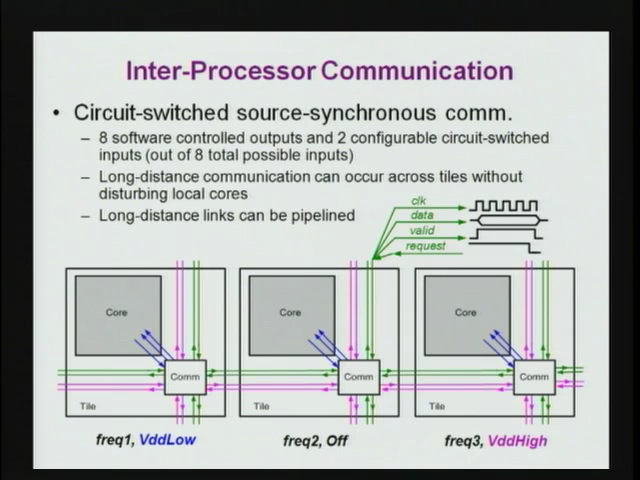 Inter-Processor Communication
• Circuit-switched source-synchronous comm.
– 8 software controlled outputs and 2 configurable circuit-switched
inputs (out of 8 total possible inputs)
– Long-distance communication can occur across tiles without
disturbing local cores
– Long-distance links can be pipelined
clk
data
valid
request
Core
Core
Core
Comm
Comm
Comm
Tile
Tile
Tile
freq1, VddLow
freq2, Off
freq3, VddHigh